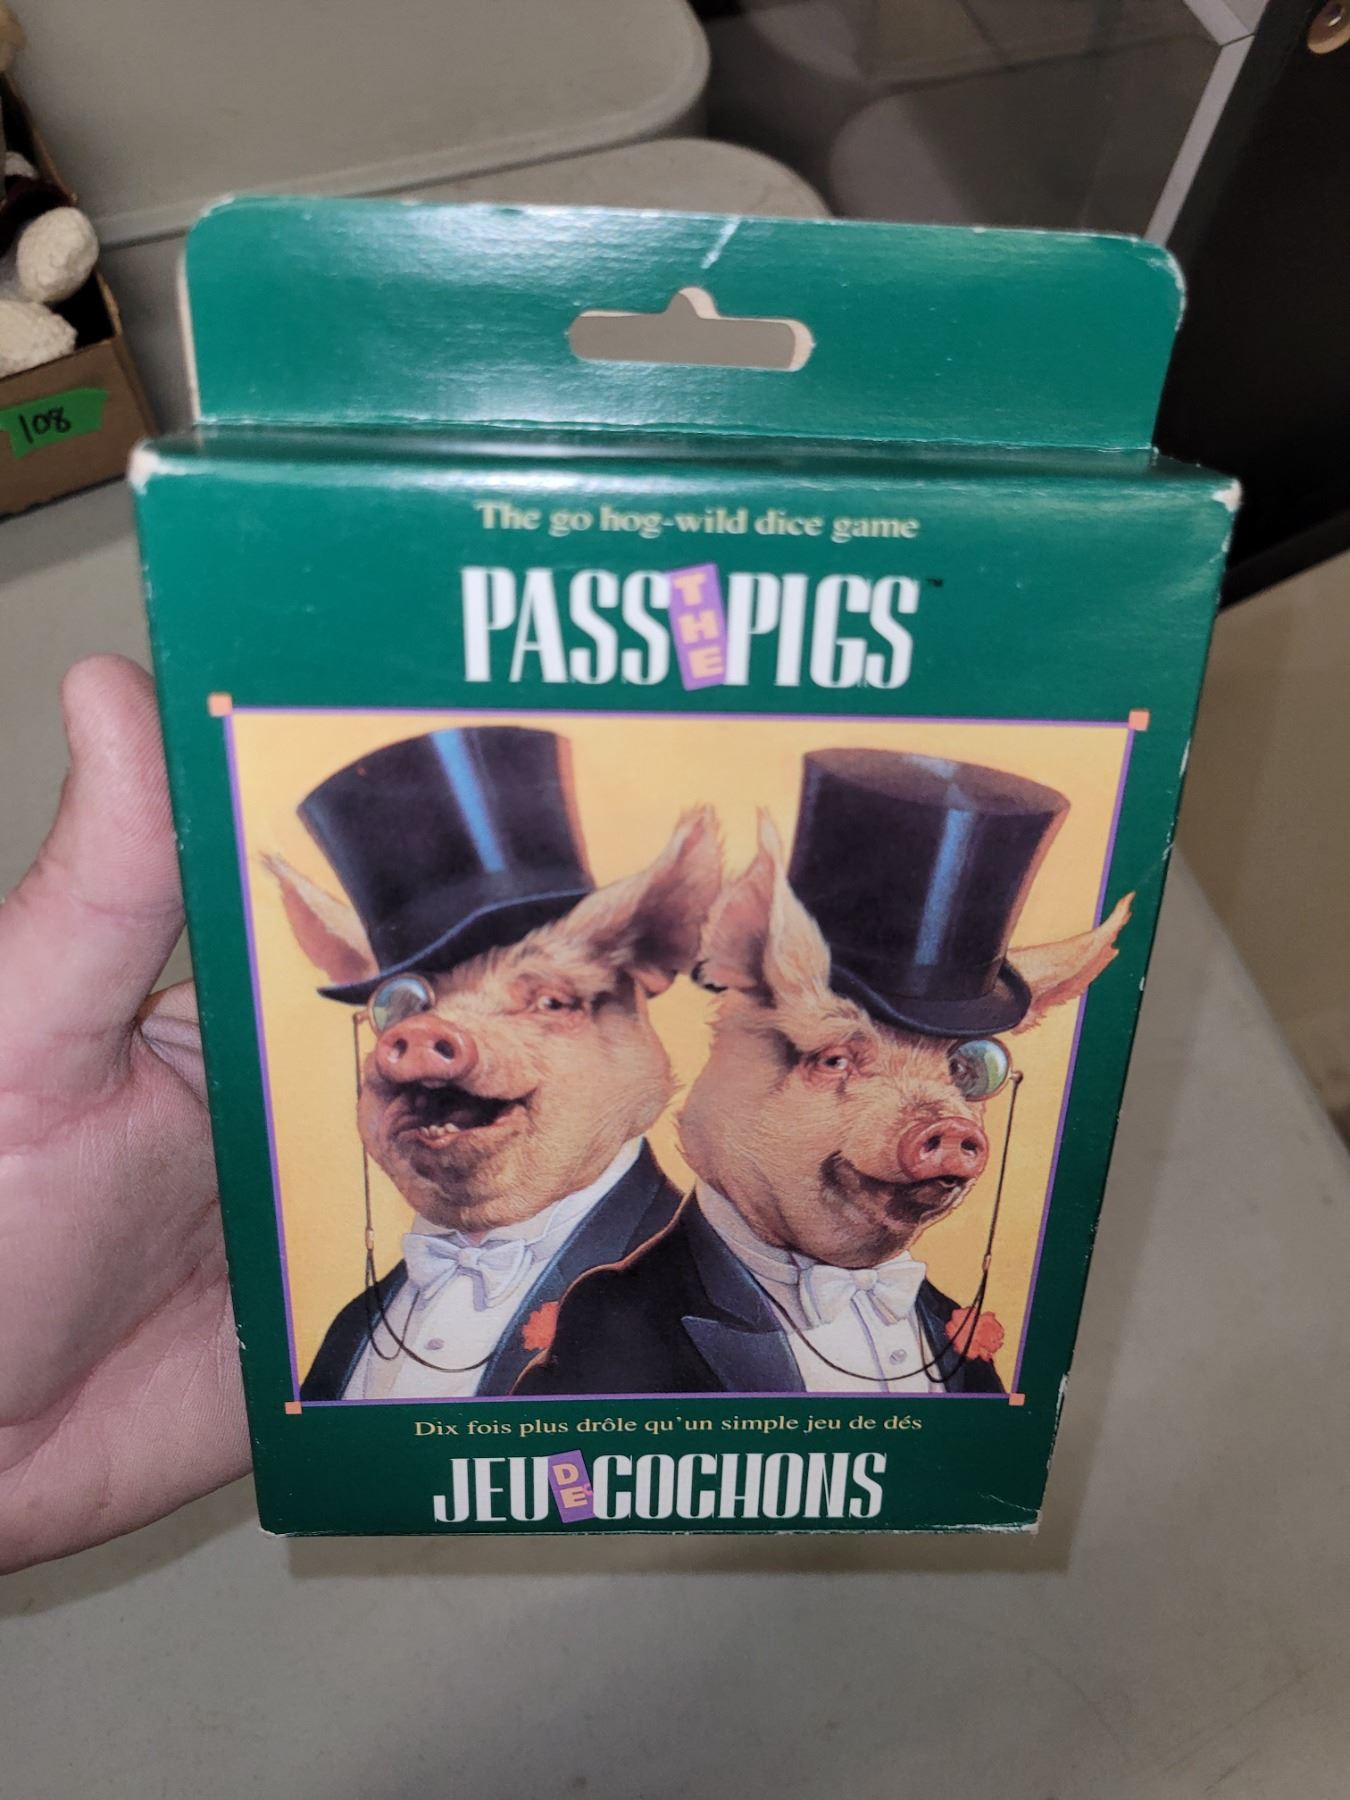 108
The go hog-wild dice game
PASS THE PIGS™
Dix fois plus drôle qu'un simple jeu de dés
JEU DE COCHONS